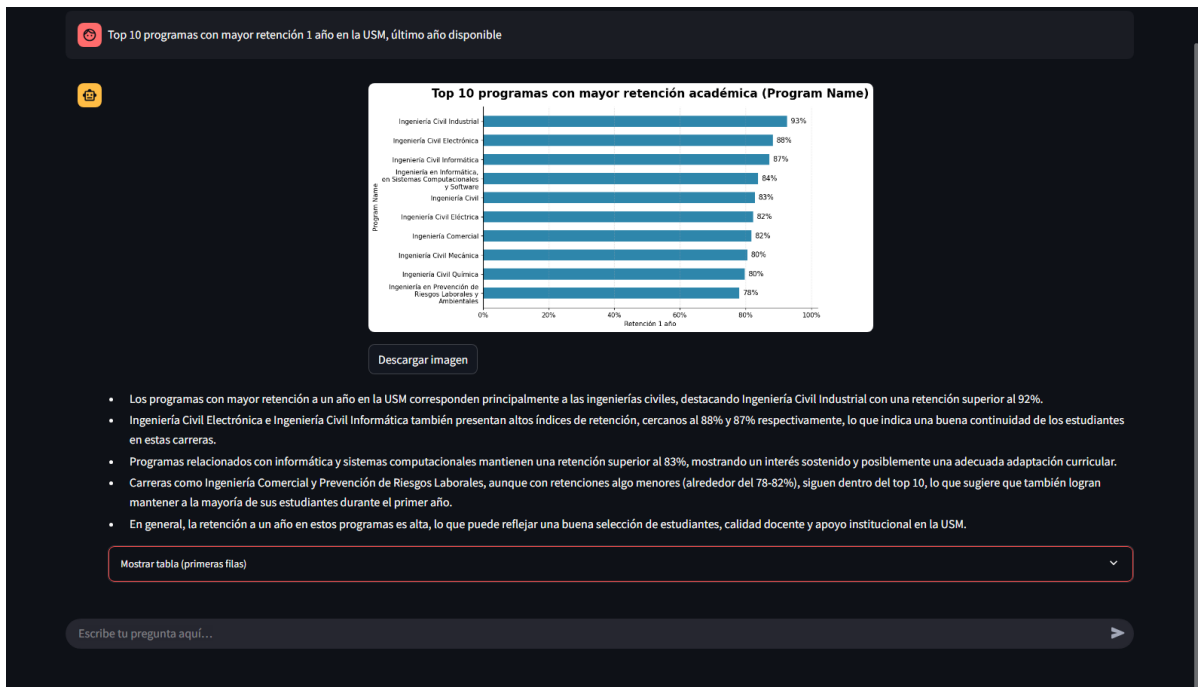 Top 10 programas con mayor retención 1 año en la USM, último año disponible
Top 10 programas con mayor retención académica (Program Name)
Program Name
Ingeniería Civil Industrial
93%
Ingeniería Civil Electrónica
88%
Ingeniería Civil Informática
87%
Ingeniería en Informática,
en Sistemas Computacionales
y Software
84%
Ingeniería Civil
83%
Ingeniería Civil Eléctrica
82%
Ingeniería Comercial
82%
Ingeniería Civil Mecánica
80%
Ingeniería Civil Química
80%
Ingeniería en Prevención de
Riesgos Laborales y
Ambientales
78%
0% 20% 40% 60% 80% 100%
Retención 1 año
Descargar imagen
• Los programas con mayor retención a un año en la USM corresponden principalmente a las ingenierías civiles, destacando Ingeniería Civil Industrial con una retención superior al 92%.
• Ingeniería Civil Electrónica e Ingeniería Civil Informática también presentan altos índices de retención, cercanos al 88% y 87% respectivamente, lo que indica una buena continuidad de los estudiantes
en estas carreras.
• Programas relacionados con informática y sistemas computacionales mantienen una retención superior al 83%, mostrando un interés sostenido y posiblemente una adecuada adaptación curricular.
• Carreras como Ingeniería Comercial y Prevención de Riesgos Laborales, aunque con retenciones algo menores (alrededor del 78-82%), siguen dentro del top 10, lo que sugiere que también logran
mantener a la mayoría de sus estudiantes durante el primer año.
• En general, la retención a un año en estos programas es alta, lo que puede reflejar una buena selección de estudiantes, calidad docente y apoyo institucional en la USM.
Mostrar tabla (primeras filas)
Escribe tu pregunta aquí...